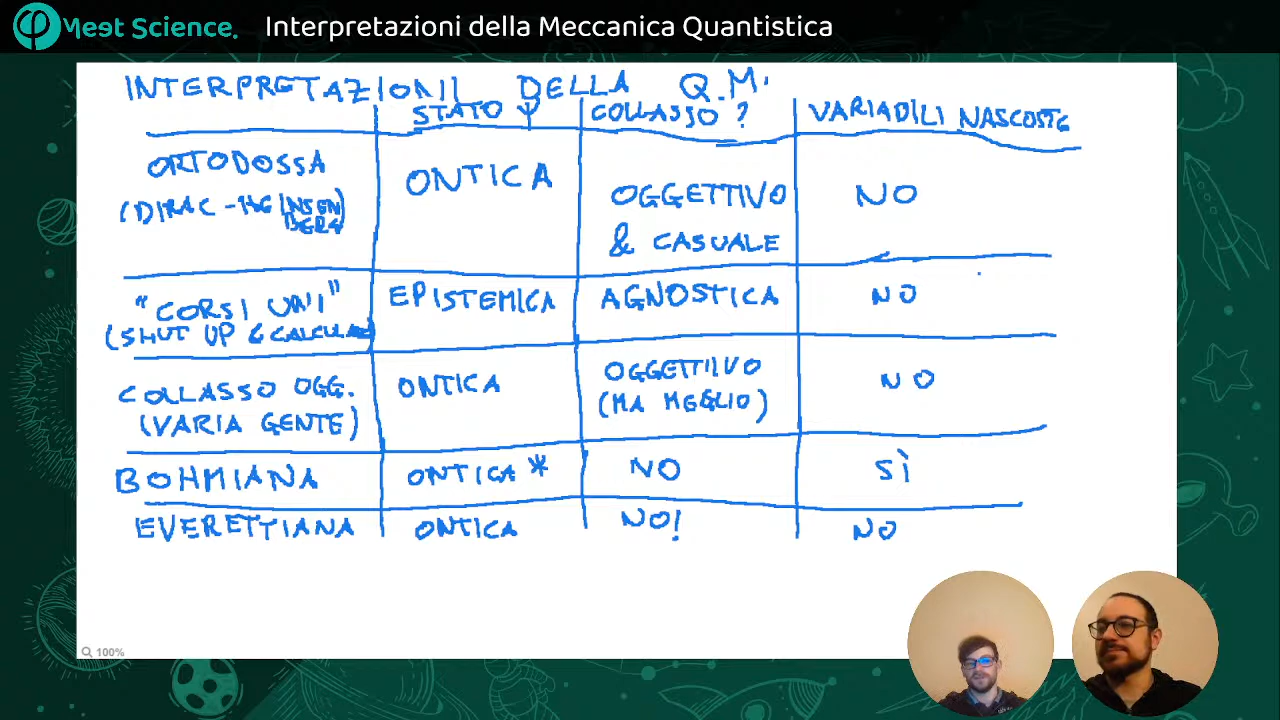 Meet Science.
Interpretazioni della Meccanica Quantistica
INTERPRETAZIONI DELLA Q.M.
STATO Ψ COLLASSO ? VARIABILI NASCOSTE
ORTODOSSA ONTICA OGGETTIVO NO
(DIRAC - & CASUALE
"CORSI UNI" EPISTEMICA AGNOSTICA NO
(SHUT UP & CALCULATE)
COLLASSO OGG. ONTICA OGGETTIVO NO
(VARIA GENTE) (MA MEGLIO)
BOHMIANA ONTICA * NO SÌ
EVERETTIANA ONTICA NO! NO
100%